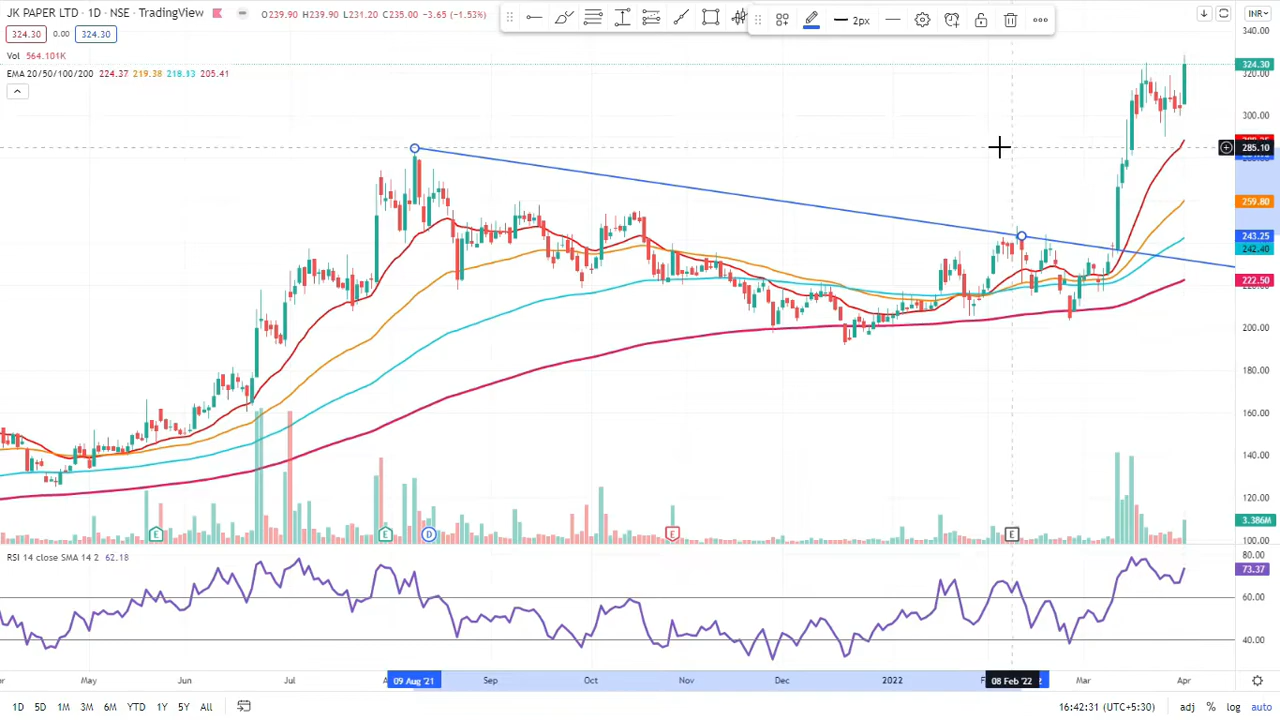 JK PAPER LTD · 1D · NSE · TradingView
O239.90 H239.90 L231.20 C235.00 −3.65 (−1.53%)
2px
INR
324.30 0.00 324.30
Vol 564.101K
EMA 20/50/100/200 224.37 219.38 218.13 205.41
340.00
324.30
320.00
300.00
285.10
259.80
243.25
242.40
222.50
200.00
180.00
160.00
140.00
120.00
3.386M
100.00
E E D E E
RSI 14 close SMA 14 2 62.18
80.00
73.37
60.00
40.00
May Jun Jul 09 Aug '21 Sep Oct Nov Dec 2022 08 Feb '22 Mar Apr
1D 5D 1M 3M 6M YTD 1Y 5Y All
16:42:31 (UTC+5:30) adj % log auto